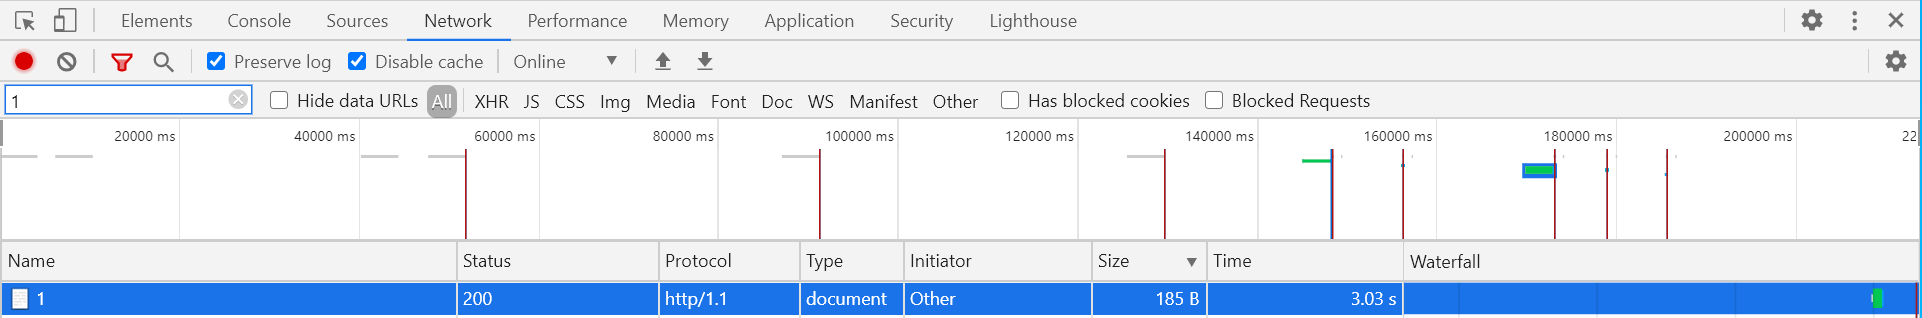 Elements Console Sources Network Performance Memory Application Security Lighthouse
Preserve log Disable cache Online
1 Hide data URLs All XHR JS CSS Img Media Font Doc WS Manifest Other Has blocked cookies Blocked Requests
20000 ms 40000 ms 60000 ms 80000 ms 100000 ms 120000 ms 140000 ms 160000 ms 180000 ms 200000 ms 22
Name Status Protocol Type Initiator Size Time Waterfall
1 200 http/1.1 document Other 185 B 3.03 s